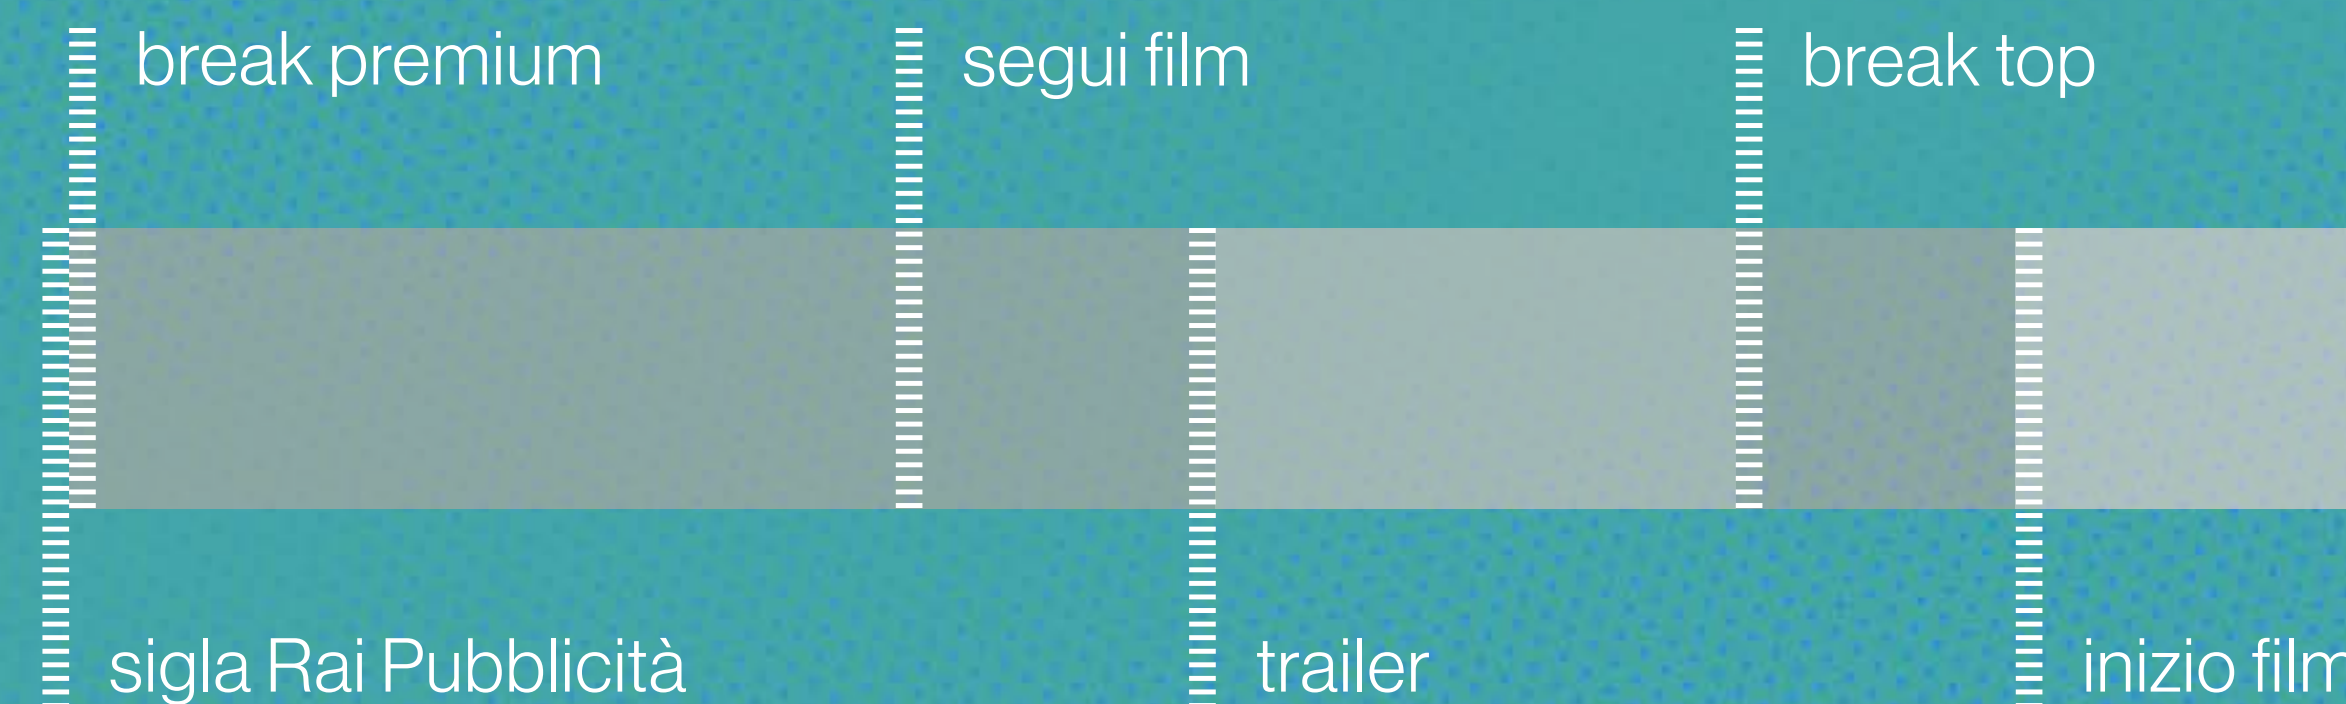 break premium
segui film
break top
sigla Rai Pubblicità
trailer
inizio film